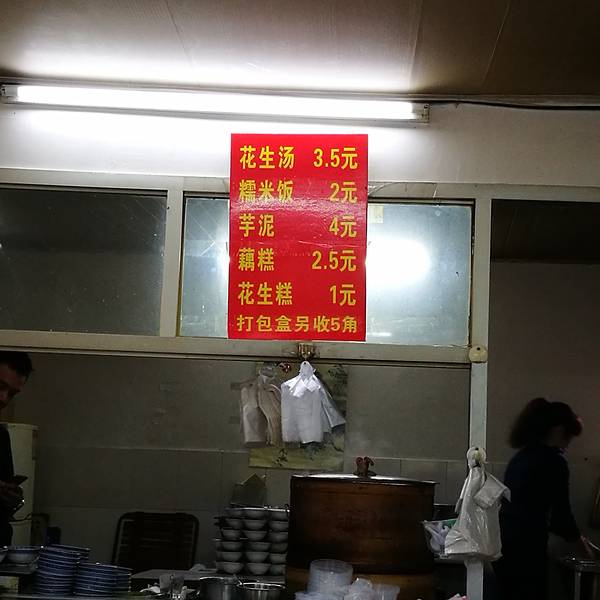 花生汤 3.5元
糯米饭 2元
芋泥 4元
藕糕 2.5元
花生糕 1元
打包盒另收5角